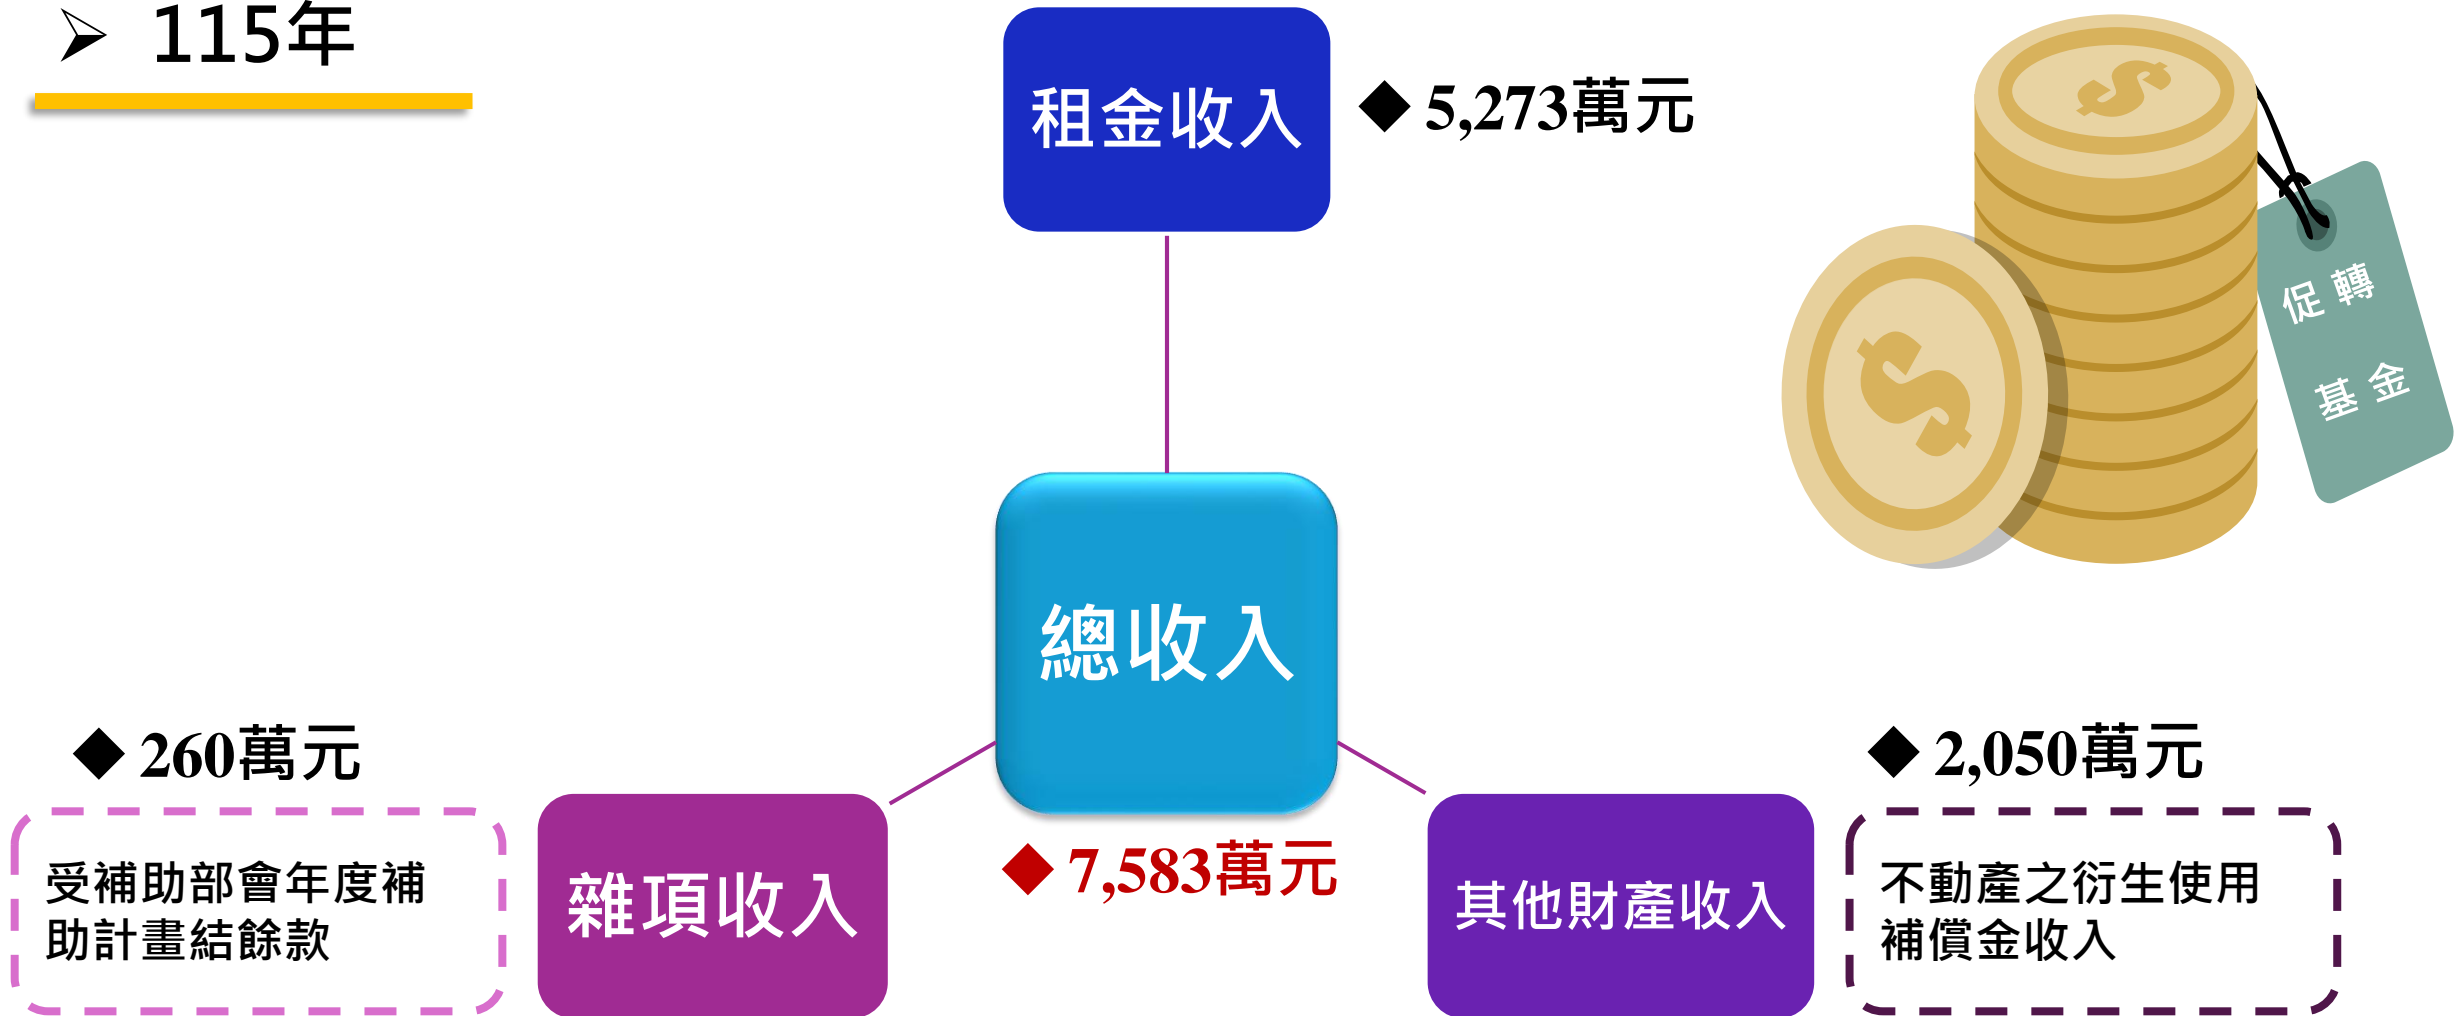 115年
租金收入
5,273萬元
促轉
基金
總收入
7,583萬元
260萬元
受補助部會年度補
助計畫結餘款
雜項收入
其他財產收入
2,050萬元
不動產之衍生使用
補償金收入